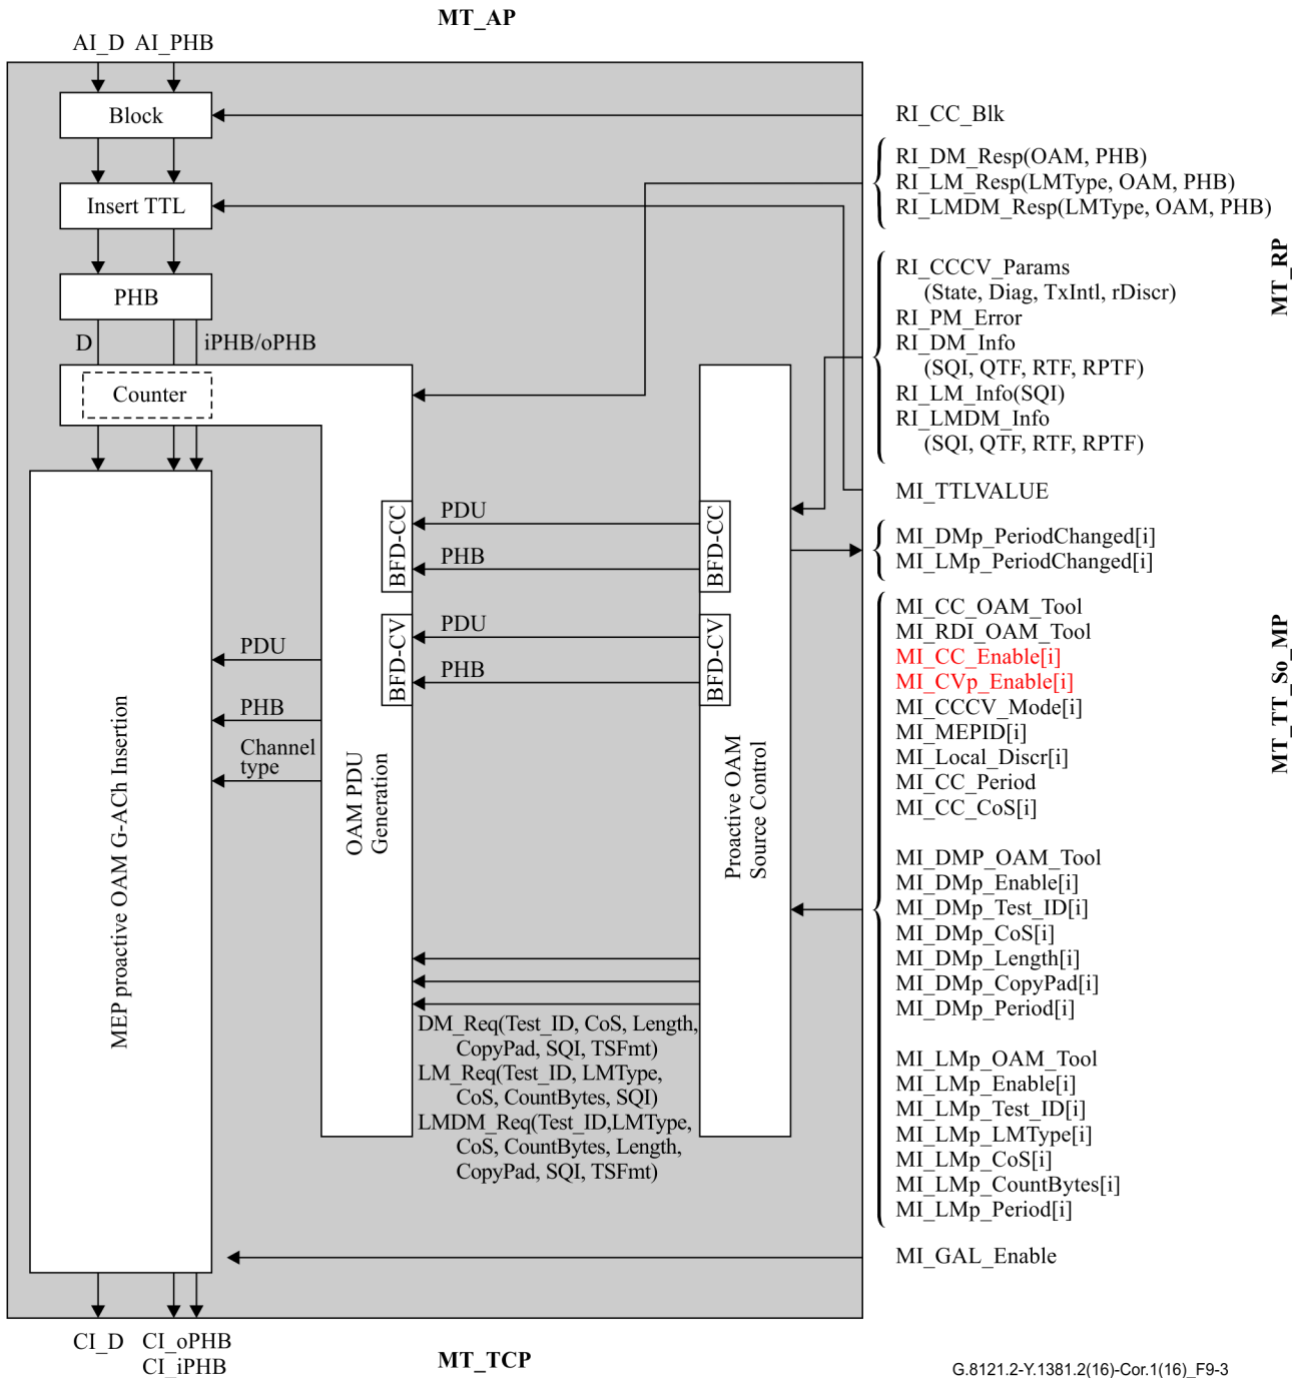 MT_AP
AI_D AI_PHB
Block
RI_CC_Blk
RI_DM_Resp(OAM, PHB)
RI_LM_Resp(LMType, OAM, PHB)
RI_LMDM_Resp(LMType, OAM, PHB)
Insert TTL
MT_RP
PHB
RI_CCCV_Params
(State, Diag, TxIntl, rDiscr)
RI_PM_Error
RI_DM_Info
(SQI, QTF, RTF, RPTF)
RI_LM_Info(SQI)
RI_LMDM_Info
(SQI, QTF, RTF, RPTF)
D
iPHB/oPHB
Counter
MI_TTLVALUE
MI_DMp_PeriodChanged[i]
MI_LMp_PeriodChanged[i]
BFD-CC
PDU
PHB
BFD-CC
BFD-CV
PDU
PHB
BFD-CV
MI_CC_OAM_Tool
MI_RDI_OAM_Tool
MI_CC_Enable[i]
MI_CVp_Enable[i]
MI_CCCV_Mode[i]
MI_MEPID[i]
MI_Local_Discr[i]
MI_CC_Period
MI_CC_CoS[i]
MT_TT_So_MP
PDU
PHB
Channel
type
MEP proactive OAM G-ACh Insertion
OAM PDU
Generation
Proactive OAM
Source Control
MI_DMP_OAM_Tool
MI_DMp_Enable[i]
MI_DMp_Test_ID[i]
MI_DMp_CoS[i]
MI_DMp_Length[i]
MI_DMp_CopyPad[i]
MI_DMp_Period[i]
DM_Req(Test_ID, CoS, Length,
CopyPad, SQI, TSFmt)
LM_Req(Test_ID, LMType,
CoS, CountBytes, SQI)
LMDM_Req(Test_ID,LMType,
CoS, CountBytes, Length,
CopyPad, SQI, TSFmt)
MI_LMp_OAM_Tool
MI_LMp_Enable[i]
MI_LMp_Test_ID[i]
MI_LMp_LMType[i]
MI_LMp_CoS[i]
MI_LMp_CountBytes[i]
MI_LMp_Period[i]
MI_GAL_Enable
CI_D CI_oPHB
CI_iPHB
MT_TCP
G.8121.2-Y.1381.2(16)-Cor.1(16)_F9-3